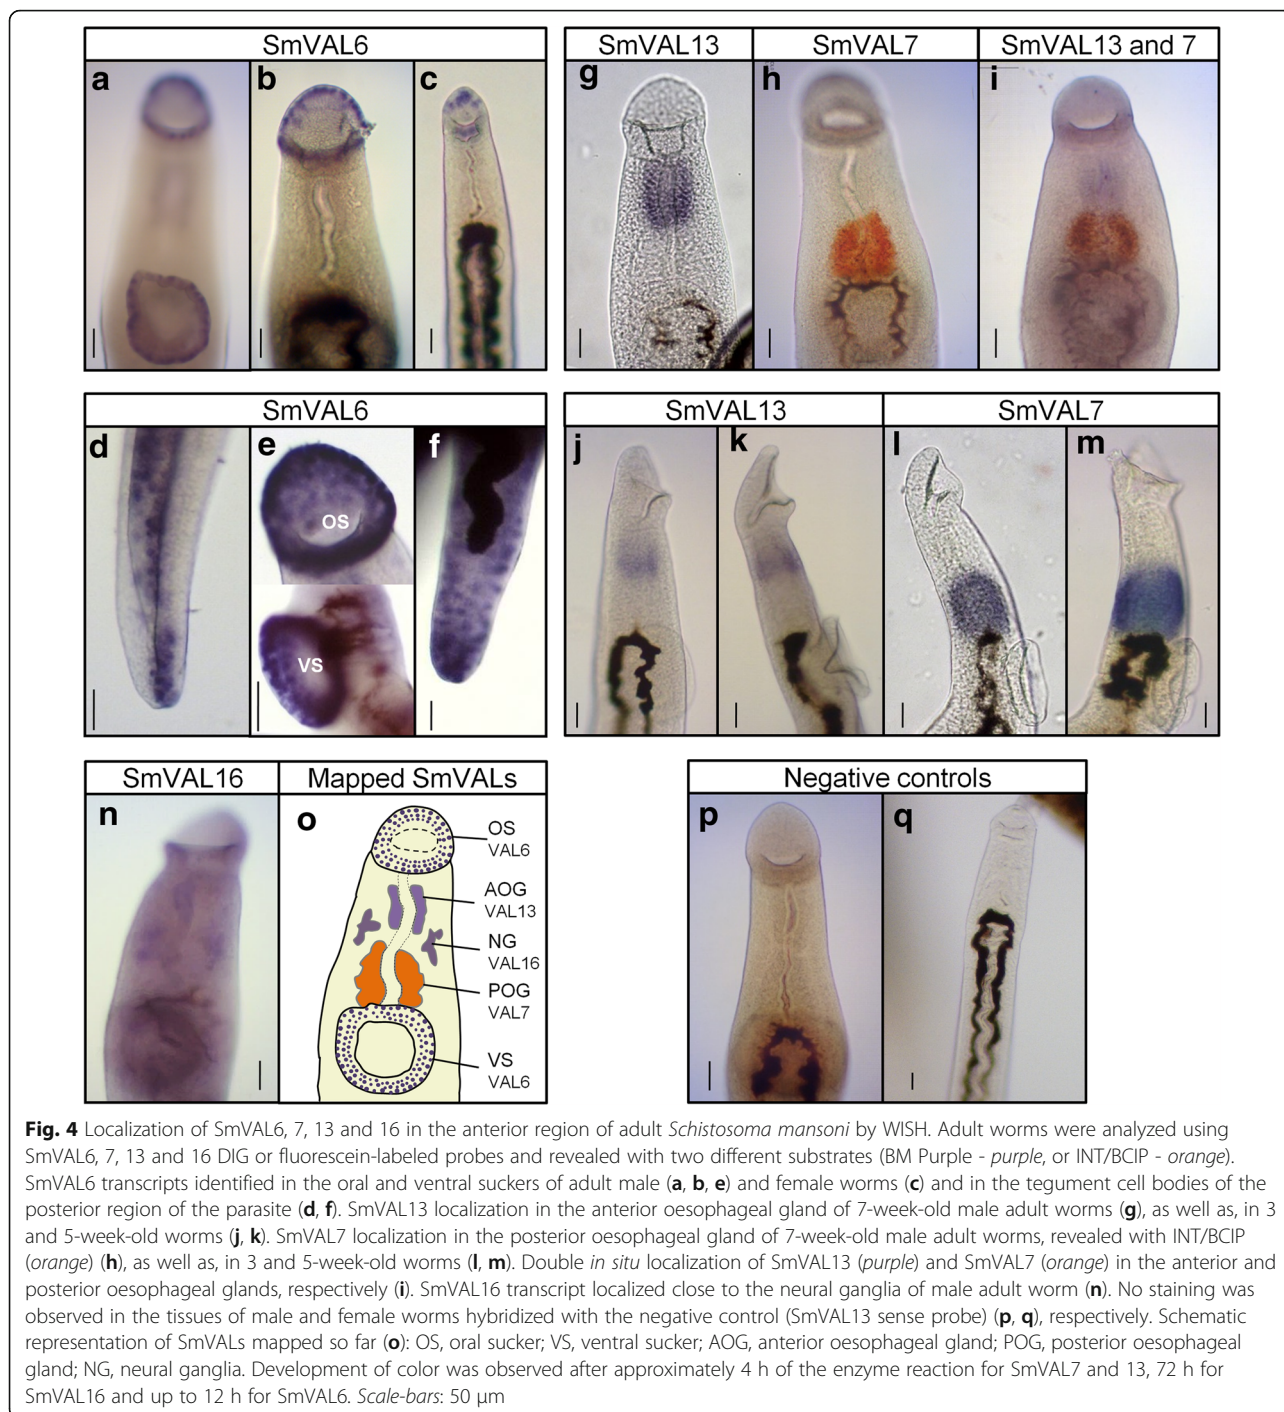 SmVAL6
a
b
c
SmVAL13
SmVAL7
SmVAL13 and 7
g
h
i
SmVAL6
d
e
f
OS
VS
SmVAL13
SmVAL7
j
k
l
m
SmVAL16
Mapped SmVALs
n
o
OS
VAL6
AOG
VAL13
NG
VAL16
POG
VAL7
VS
VAL6
Negative controls
p
q
Fig. 4 Localization of SmVAL6, 7, 13 and 16 in the anterior region of adult Schistosoma mansoni by WISH. Adult worms were analyzed using
SmVAL6, 7, 13 and 16 DIG or fluorescein-labeled probes and revealed with two different substrates (BM Purple - purple, or INT/BCIP - orange).
SmVAL6 transcripts identified in the oral and ventral suckers of adult male (a, b, e) and female worms (c) and in the tegument cell bodies of the
posterior region of the parasite (d, f). SmVAL13 localization in the anterior oesophageal gland of 7-week-old male adult worms (g), as well as, in 3
and 5-week-old worms (j, k). SmVAL7 localization in the posterior oesophageal gland of 7-week-old male adult worms, revealed with INT/BCIP
(orange) (h), as well as, in 3 and 5-week-old worms (l, m). Double in situ localization of SmVAL13 (purple) and SmVAL7 (orange) in the anterior and
posterior oesophageal glands, respectively (i). SmVAL16 transcript localized close to the neural ganglia of male adult worm (n). No staining was
observed in the tissues of male and female worms hybridized with the negative control (SmVAL13 sense probe) (p, q), respectively. Schematic
representation of SmVALs mapped so far (o): OS, oral sucker; VS, ventral sucker; AOG, anterior oesophageal gland; POG, posterior oesophageal
gland; NG, neural ganglia. Development of color was observed after approximately 4 h of the enzyme reaction for SmVAL7 and 13, 72 h for
SmVAL16 and up to 12 h for SmVAL6. Scale-bars: 50 μm